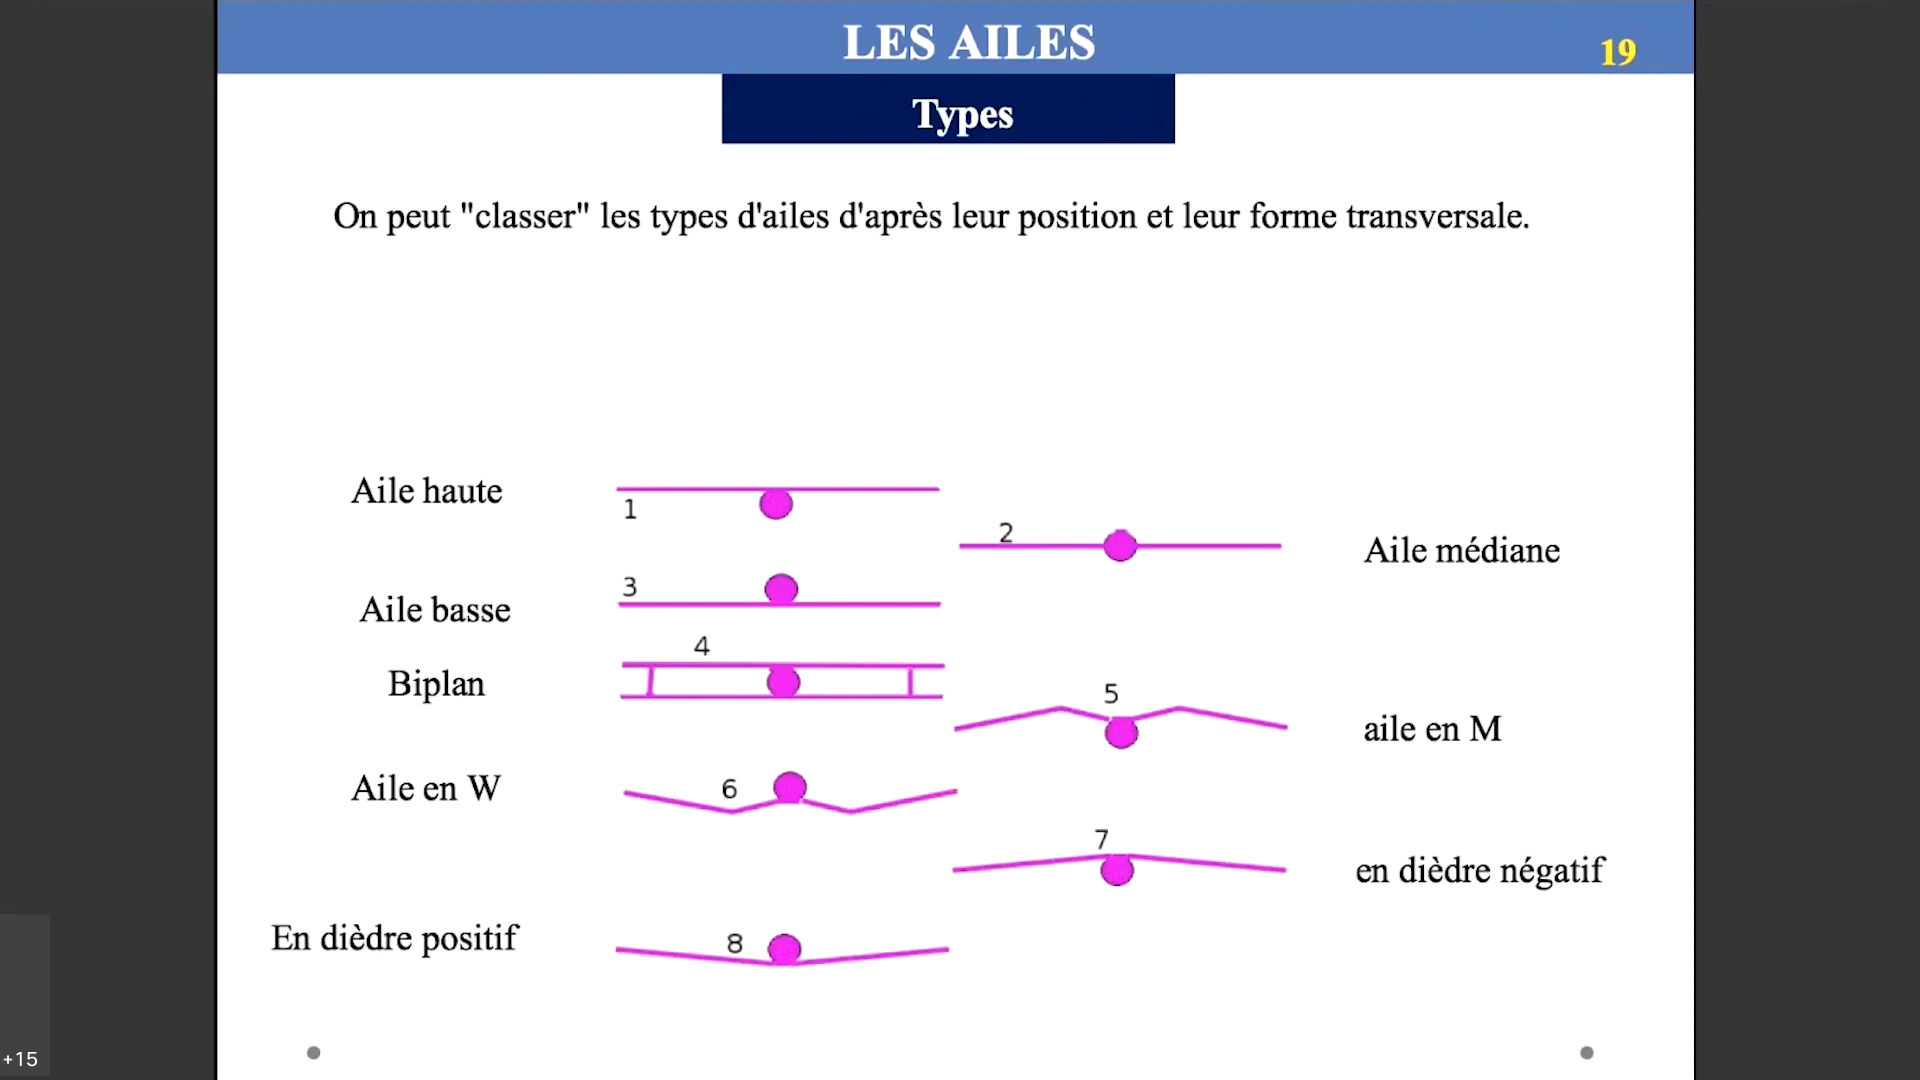 LES AILES
19
Types
On peut "classer" les types d'ailes d'après leur position et leur forme transversale.
Aile haute
1
2
Aile médiane
3
Aile basse
4
Biplan
5
aile en M
Aile en W
6
7
en dièdre négatif
En dièdre positif
8
+15